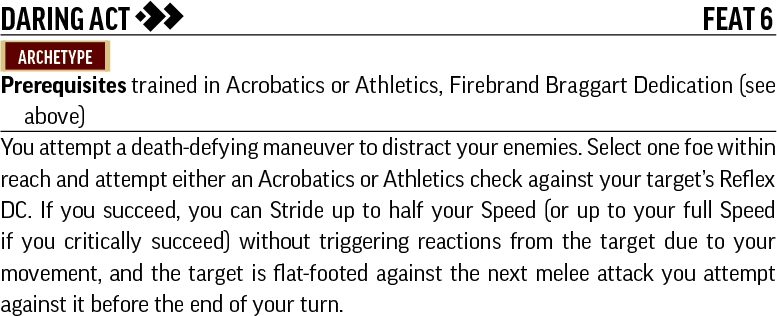 DARING ACT FEAT 6
ARCHETYPE
Prerequisites trained in Acrobatics or Athletics, Firebrand Braggart Dedication (see
above)
You attempt a death-defying maneuver to distract your enemies. Select one foe within
reach and attempt either an Acrobatics or Athletics check against your target’s Reflex
DC. If you succeed, you can Stride up to half your Speed (or up to your full Speed
if you critically succeed) without triggering reactions from the target due to your
movement, and the target is flat-footed against the next melee attack you attempt
against it before the end of your turn.